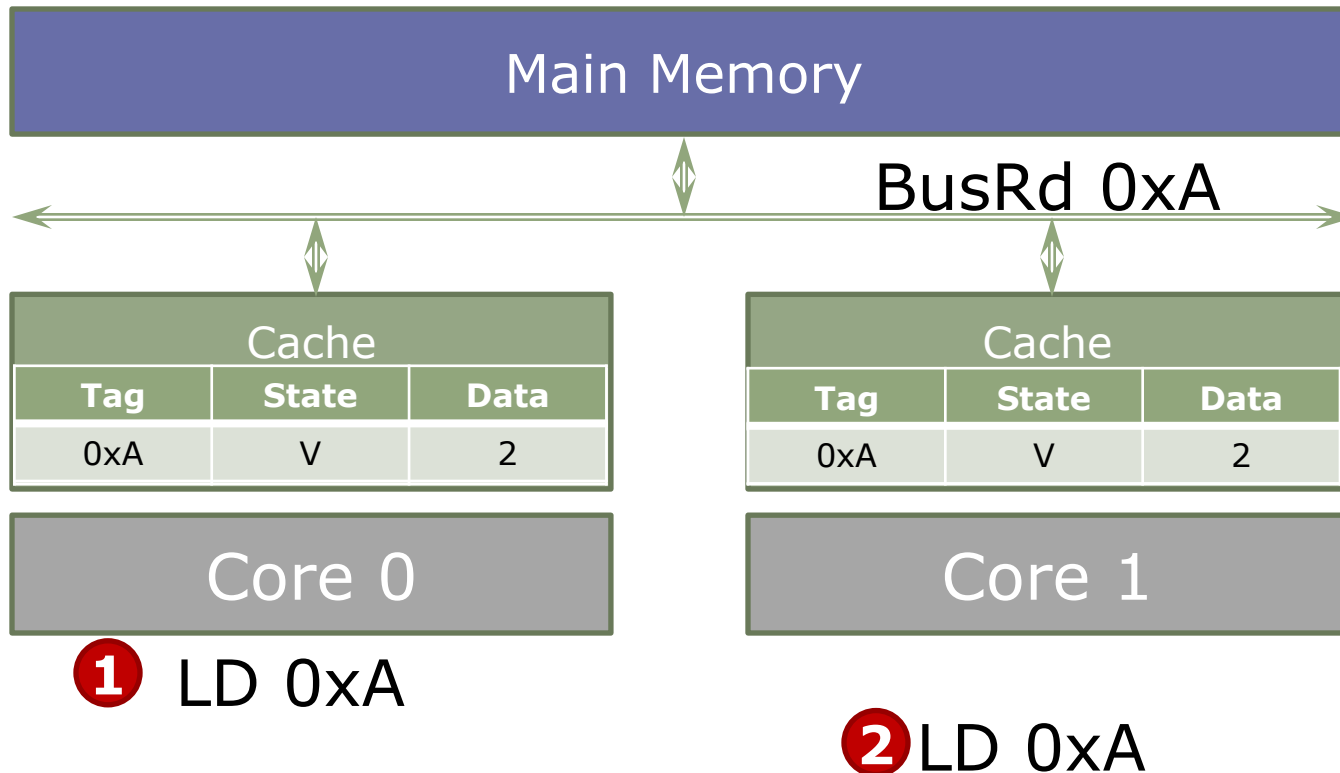 Main Memory
BusRd 0xA
Cache
Tag State Data
0xA V 2
Cache
Tag State Data
0xA V 2
Core 0
Core 1
1 LD 0xA
2 LD 0xA